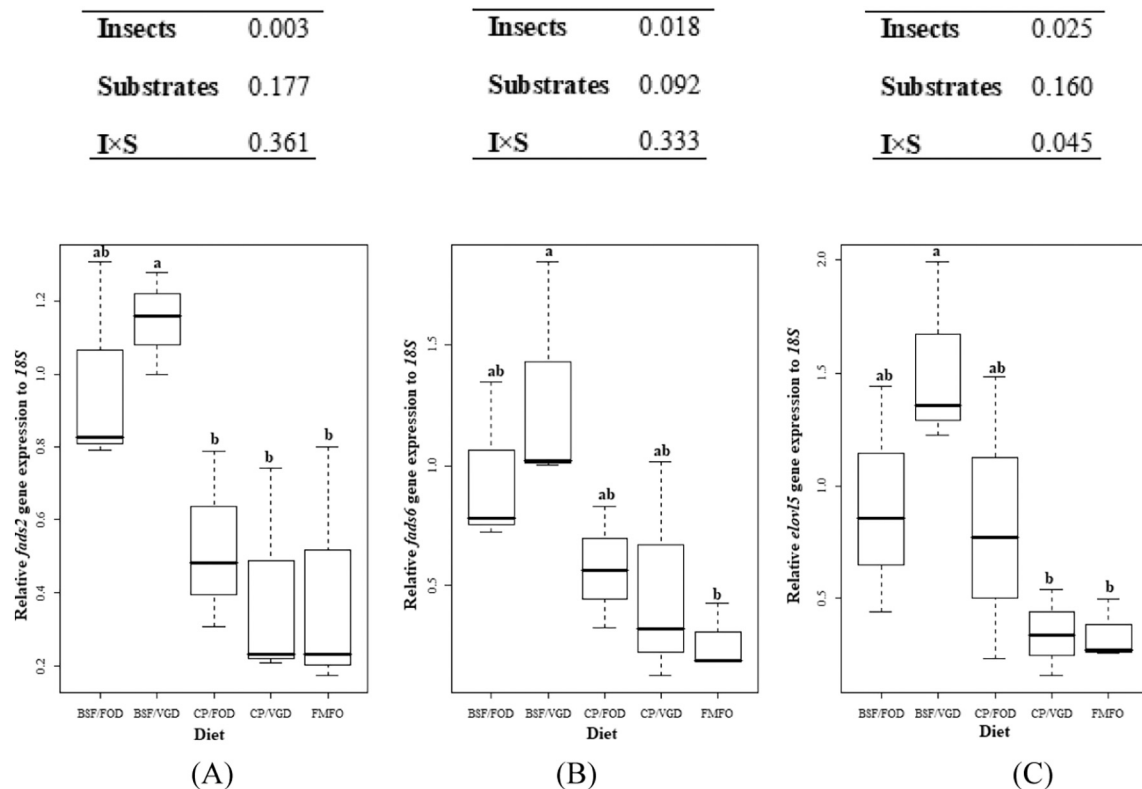 Insects 0.003
Substrates 0.177
I×S 0.361
Insects 0.018
Substrates 0.092
I×S 0.333
Insects 0.025
Substrates 0.160
I×S 0.045
Relative fads2 gene expression to 18S
1.2
1.0
0.8
0.6
0.4
0.2
ab a b b b
BSF/FOD BSF/VGD CP/FOD CP/VGD FMFO
Diet
(A)
Relative fads6 gene expression to 18S
1.5
1.0
0.5
ab a ab ab b
BSF/FOD BSF/VGD CP/FOD CP/VGD FMFO
Diet
(B)
Relative elovl5 gene expression to 18S
2.0
1.5
1.0
0.5
ab a ab b b
BSF/FOD BSF/VGD CP/FOD CP/VGD FMFO
Diet
(C)